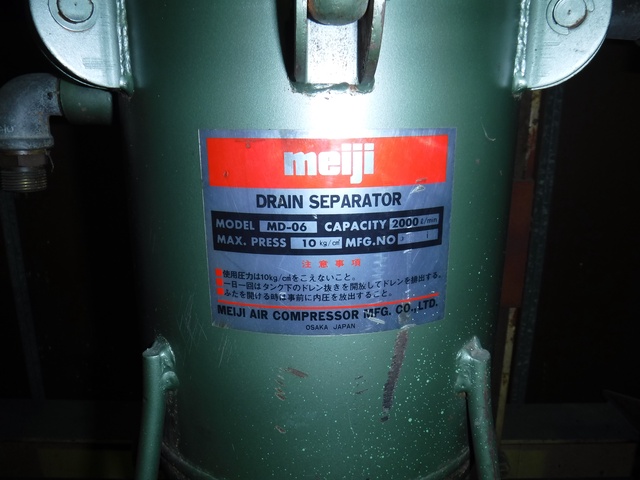 meiji
DRAIN SEPARATOR
MODEL MD-06 CAPACITY 2000 ℓ/min
MAX. PRESS 10 kg/cm² MFG.NO
注意事項
使用圧力は10kg/cm²をこえないこと。
一日一回はタンク下のドレン抜きを開放してドレンを排出する。
ふたを開ける時は事前に内圧を放出すること。
MEIJI AIR COMPRESSOR MFG. CO.,LTD.
OSAKA JAPAN